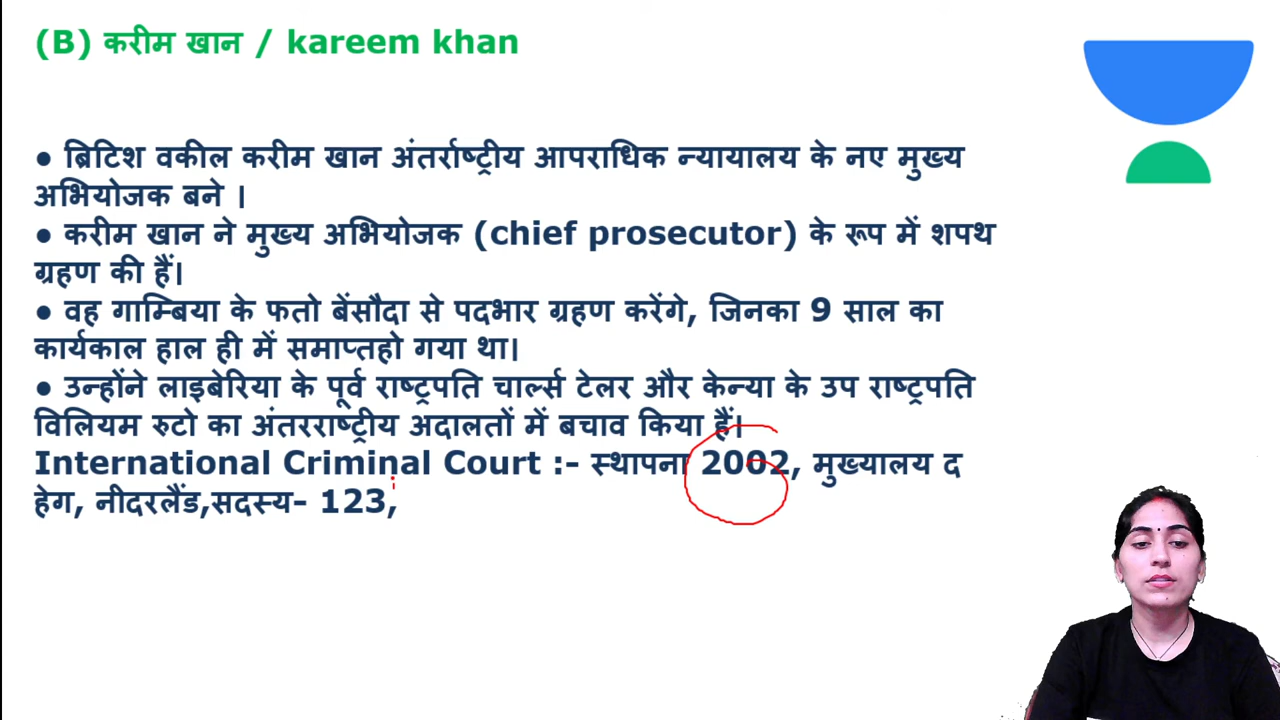 (B) करीम खान / kareem khan
● ब्रिटिश वकील करीम खान अंतर्राष्ट्रीय आपराधिक न्यायालय के नए मुख्य
अभियोजक बने ।
● करीम खान ने मुख्य अभियोजक (chief prosecutor) के रूप में शपथ
ग्रहण की हैं।
● वह गाम्बिया के फतो बेंसौदा से पदभार ग्रहण करेंगे, जिनका 9 साल का
कार्यकाल हाल ही में समाप्तहो गया था।
● उन्होंने लाइबेरिया के पूर्व राष्ट्रपति चार्ल्स टेलर और केन्या के उप राष्ट्रपति
विलियम रुटो का अंतरराष्ट्रीय अदालतों में बचाव किया हैं।
International Criminal Court :- स्थापना 2002, मुख्यालय द
हेग, नीदरलैंड,सदस्य- 123,